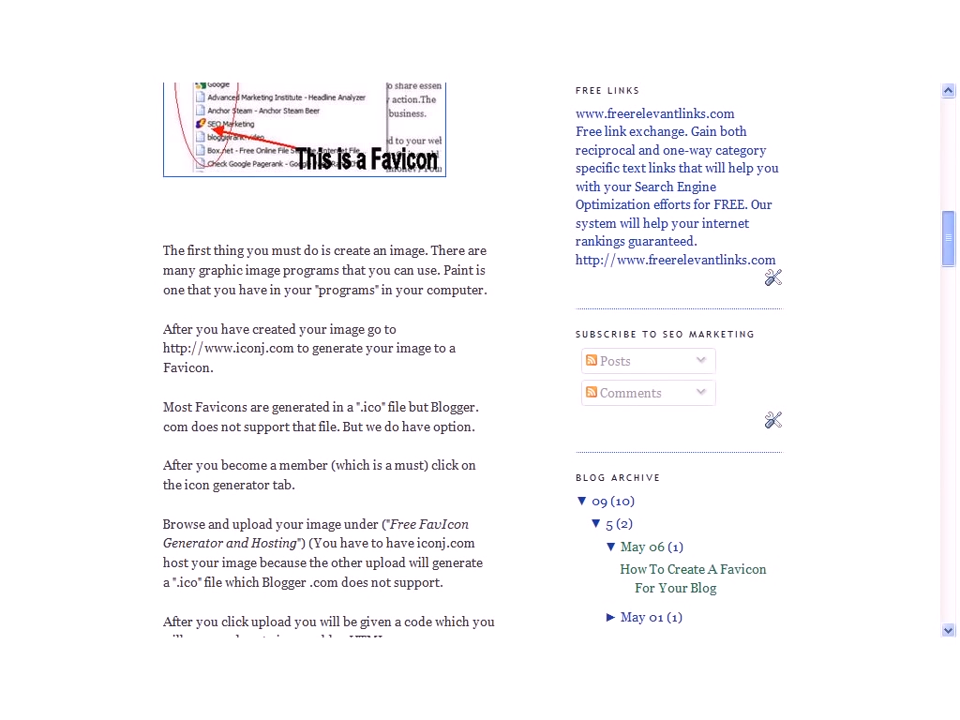 Google
Advanced Marketing Institute - Headline Analyzer
Anchor Steam - Anchor Steam Beer
SEO Marketing
bloggerank video
Box.net - Free Online File Internet File
Check Google Pagerank -
This is a Favicon
o share essen
action.The
business.
d to your wel
The first thing you must do is create an image. There are
many graphic image programs that you can use. Paint is
one that you have in your "programs" in your computer.
After you have created your image go to
http://www.iconj.com to generate your image to a
Favicon.
Most Favicons are generated in a ".ico" file but Blogger.
com does not support that file. But we do have option.
After you become a member (which is a must) click on
the icon generator tab.
Browse and upload your image under ("Free FavIcon
Generator and Hosting") (You have to have iconj.com
host your image because the other upload will generate
a ".ico" file which Blogger .com does not support.
After you click upload you will be given a code which you
FREE LINKS
www.freerelevantlinks.com
Free link exchange. Gain both
reciprocal and one-way category
specific text links that will help you
with your Search Engine
Optimization efforts for FREE. Our
system will help your internet
rankings guaranteed.
http://www.freerelevantlinks.com
SUBSCRIBE TO SEO MARKETING
Posts
Comments
BLOG ARCHIVE
▼ 09 (10)
▼ 5 (2)
▼ May 06 (1)
How To Create A Favicon
For Your Blog
► May 01 (1)